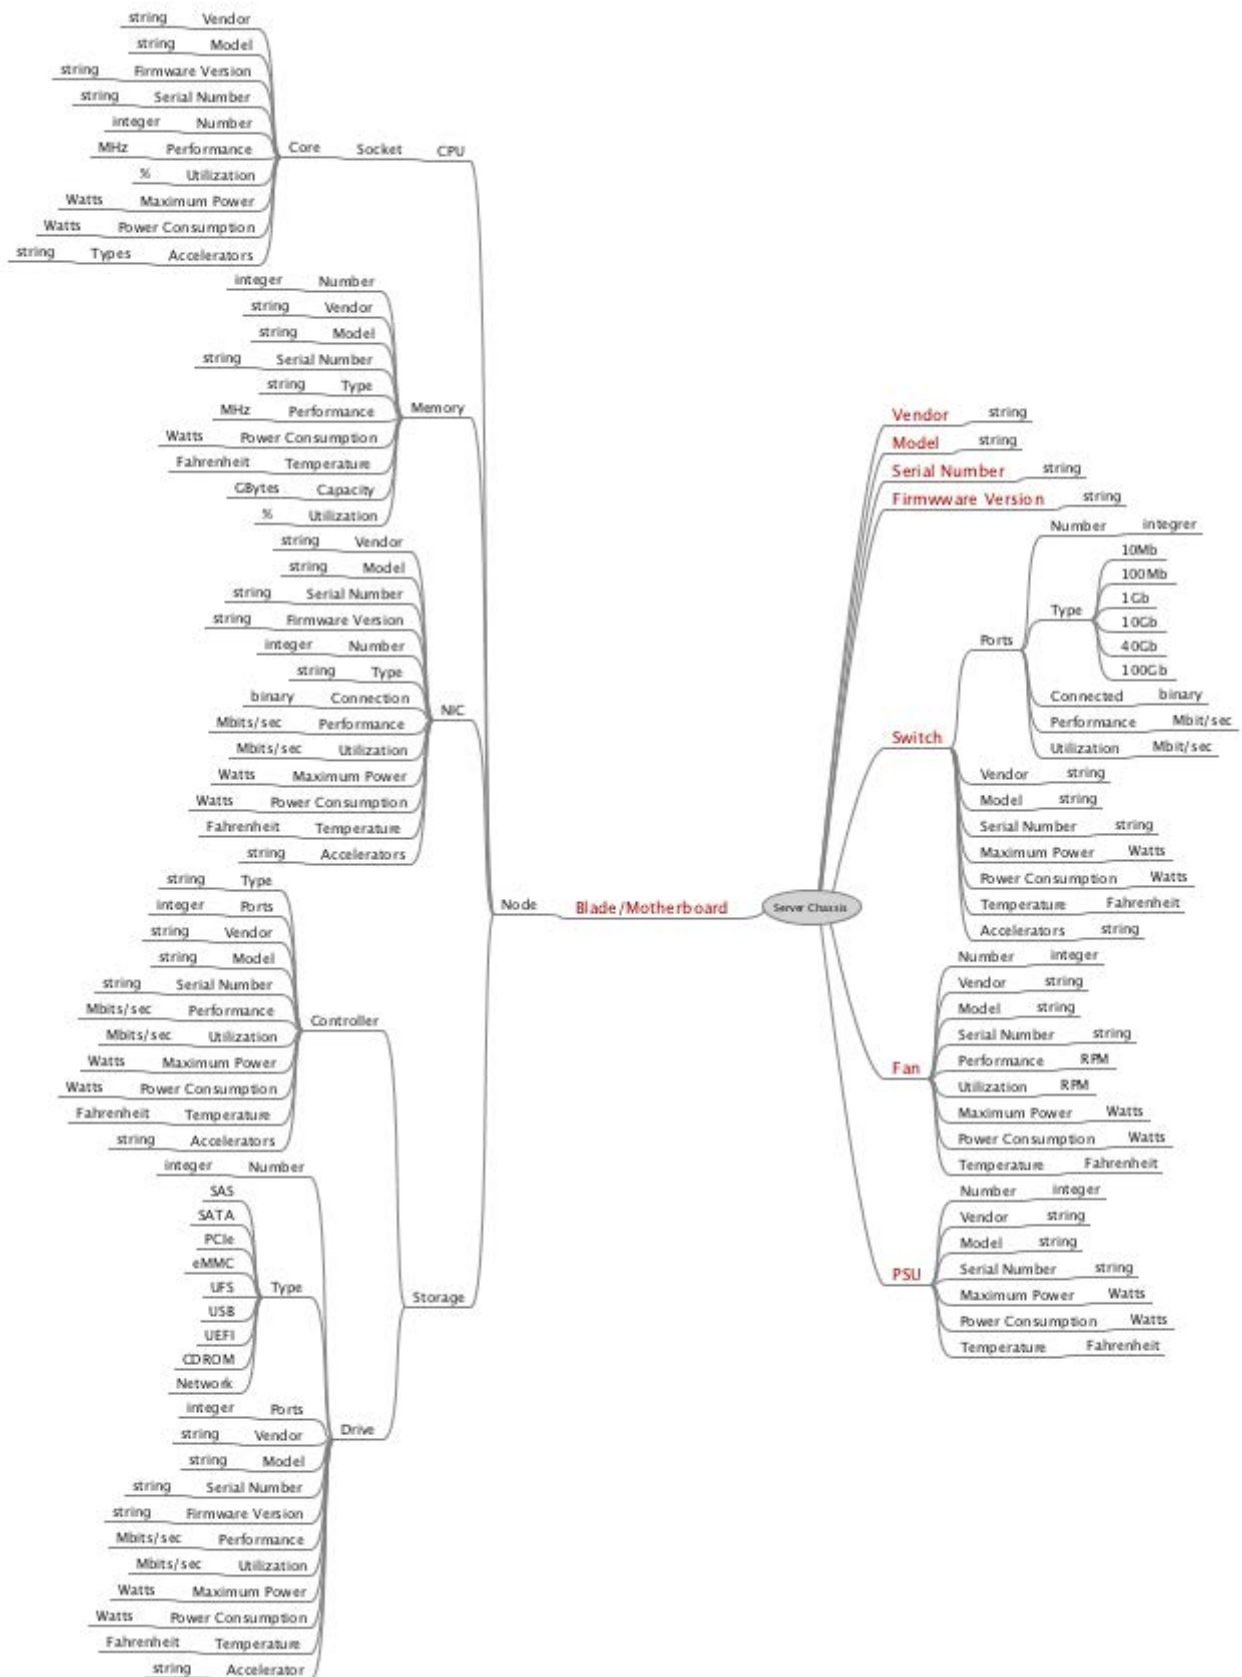 string Vendor
string Model
string Firmware Version
string Serial Number
integer Number
MHz Performance
% Utilization
Watts Maximum Power
Watts Power Consumption
string Types Accelerators
Core Socket CPU
integer Number
string Vendor
string Model
string Serial Number
string Type
MHz Performance
Watts Power Consumption
Fahrenheit Temperature
GBytes Capacity
% Utilization
Memory
string Vendor
string Model
string Serial Number
string Firmware Version
integer Number
string Type
binary Connection
Mbits/sec Performance
Mbits/sec Utilization
Watts Maximum Power
Watts Power Consumption
Fahrenheit Temperature
string Accelerators
NIC
string Type
integer Ports
string Vendor
string Model
string Serial Number
Mbits/sec Performance
Mbits/sec Utilization
Watts Maximum Power
Watts Power Consumption
Fahrenheit Temperature
string Accelerators
Controller
integer Number
SAS
SATA
PCIe
eMMC
UFS
USB
UEFI
CDROM
Network
Type
integer Ports
string Vendor
string Model
string Serial Number
string Firmware Version
Mbits/sec Performance
Mbits/sec Utilization
Watts Maximum Power
Watts Power Consumption
Fahrenheit Temperature
string Accelerator
Drive
Storage
Node Blade/Motherboard Server Chassis
Vendor string
Model string
Serial Number string
Firmwware Version string
Switch
Ports
Number integrer
Type
10Mb
100Mb
1Gb
10Gb
40Gb
100Gb
Connected binary
Performance Mbit/sec
Utilization Mbit/sec
Vendor string
Model string
Serial Number string
Maximum Power Watts
Power Consumption Watts
Temperature Fahrenheit
Accelerators string
Fan
Number integer
Vendor string
Model string
Serial Number string
Performance RPM
Utilization RPM
Maximum Power Watts
Power Consumption Watts
Temperature Fahrenheit
PSU
Number integer
Vendor string
Model string
Serial Number string
Maximum Power Watts
Power Consumption Watts
Temperature Fahrenheit